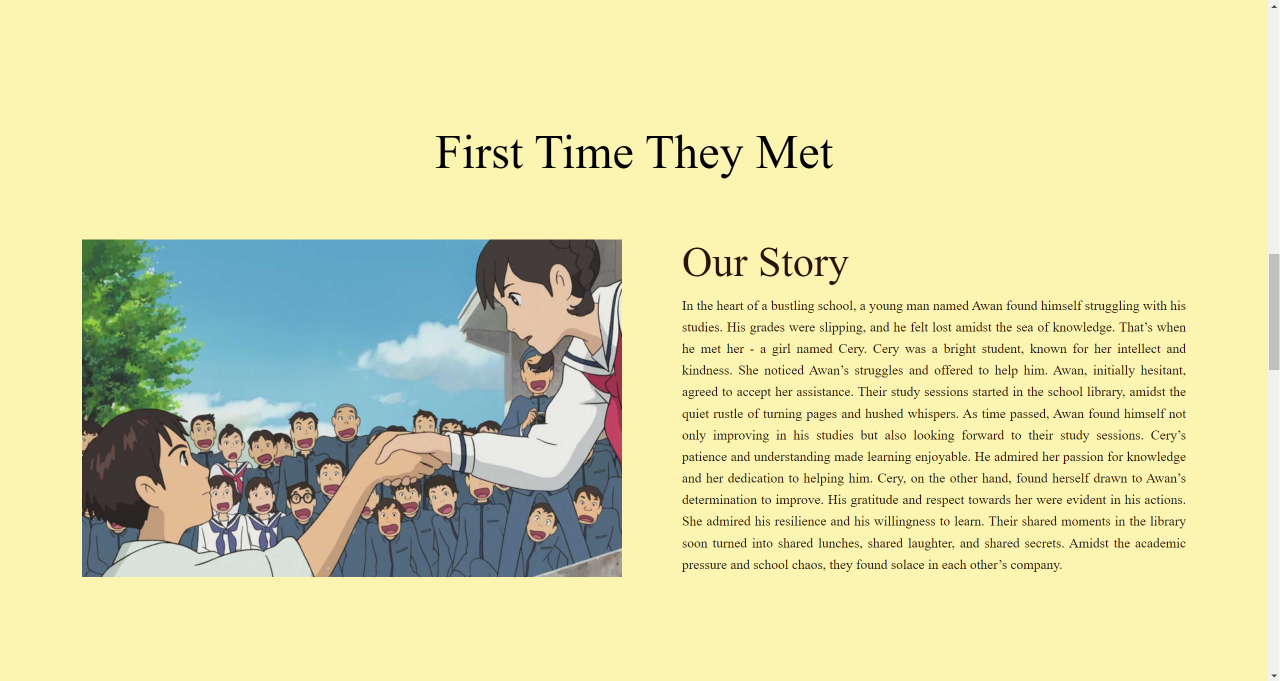 First Time They Met
Our Story
In the heart of a bustling school, a young man named Awan found himself struggling with his
studies. His grades were slipping, and he felt lost amidst the sea of knowledge. That’s when
he met her - a girl named Cery. Cery was a bright student, known for her intellect and
kindness. She noticed Awan’s struggles and offered to help him. Awan, initially hesitant,
agreed to accept her assistance. Their study sessions started in the school library, amidst the
quiet rustle of turning pages and hushed whispers. As time passed, Awan found himself not
only improving in his studies but also looking forward to their study sessions. Cery’s
patience and understanding made learning enjoyable. He admired her passion for knowledge
and her dedication to helping him. Cery, on the other hand, found herself drawn to Awan’s
determination to improve. His gratitude and respect towards her were evident in his actions.
She admired his resilience and his willingness to learn. Their shared moments in the library
soon turned into shared lunches, shared laughter, and shared secrets. Amidst the academic
pressure and school chaos, they found solace in each other’s company.